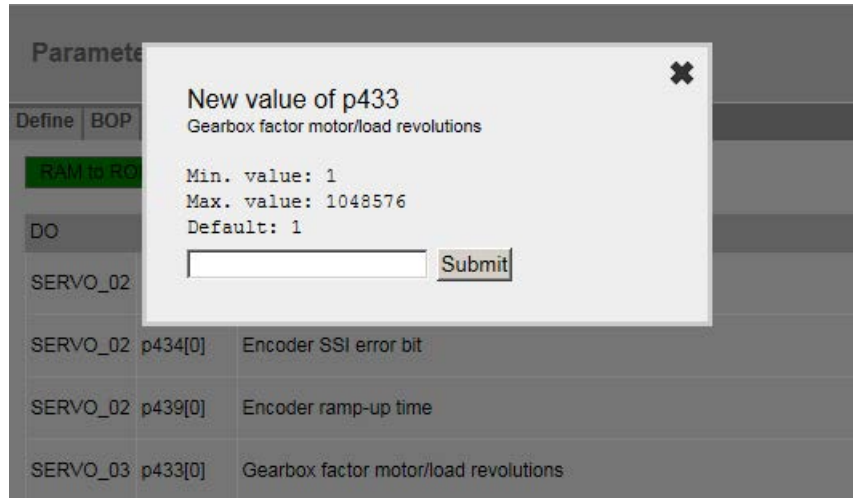 Paramete
New value of p433
Gearbox factor motor/load revolutions
Define BOP
Min. value: 1
RAM to RO
Max. value: 1048576
Default: 1
DO
Submit
SERVO_02
SERVO_02 p434[0] Encoder SSI error bit
SERVO_02 p439[0] Encoder ramp-up time
SERVO_03 p433[0] Gearbox factor motor/load revolutions